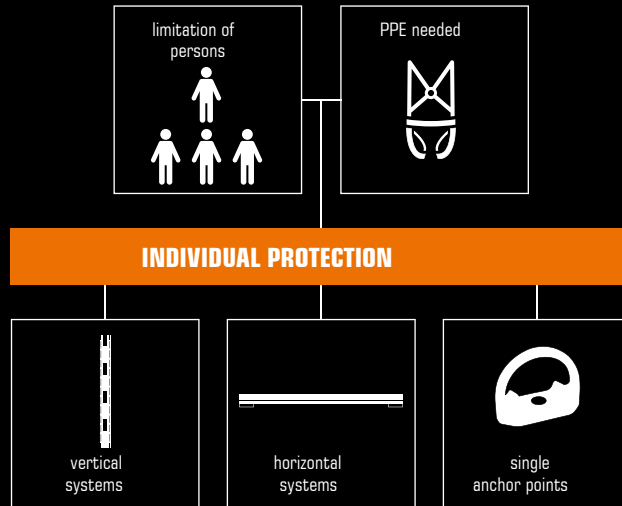 limitation of
persons
PPE needed
INDIVIDUAL PROTECTION
vertical
systems
horizontal
systems
single
anchor points